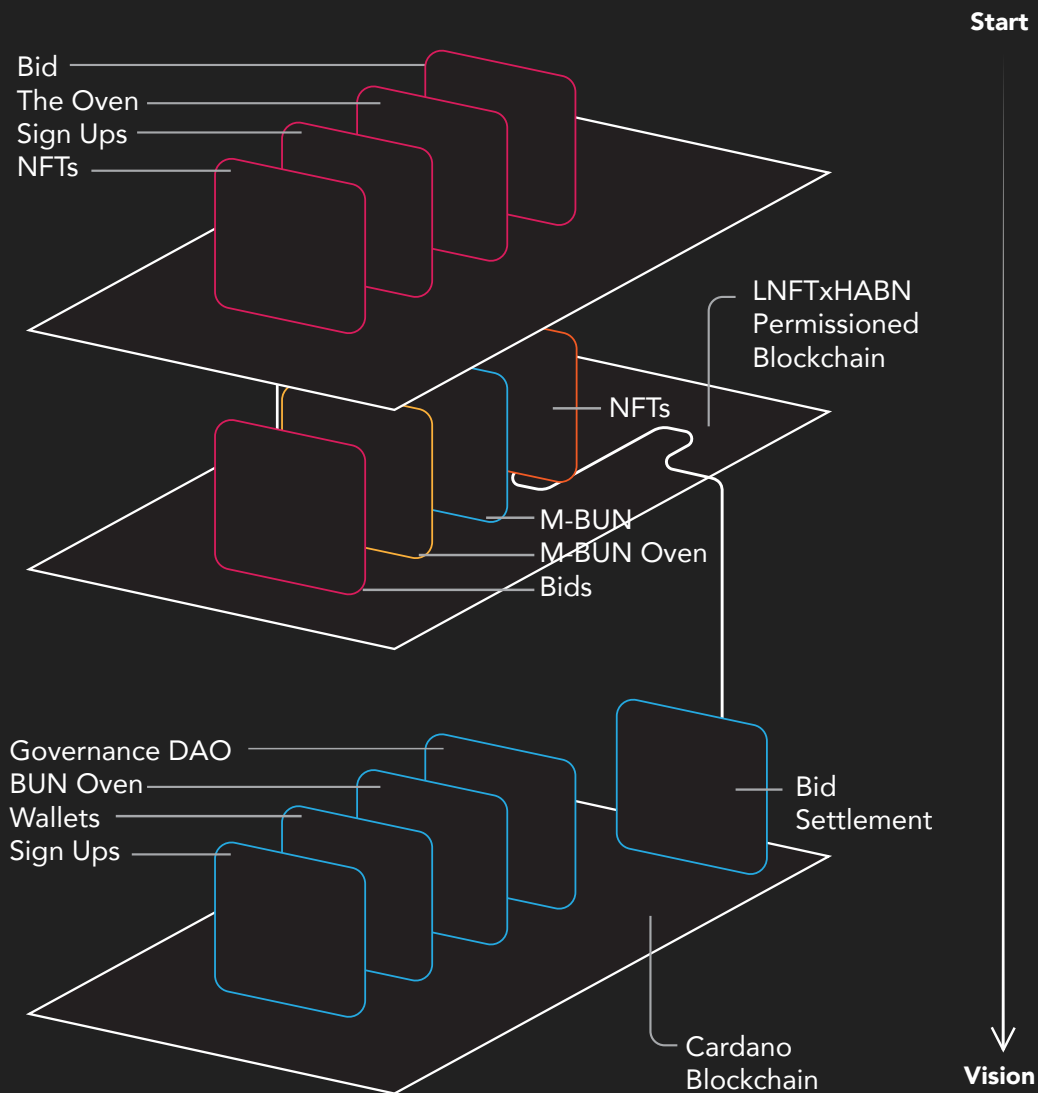 Start
Bid
The Oven
Sign Ups
NFTs
LNFTxHABN
Permissioned
Blockchain
NFTs
M-BUN
M-BUN Oven
Bids
Governance DAO
BUN Oven
Wallets
Sign Ups
Bid
Settlement
Cardano
Blockchain
Vision